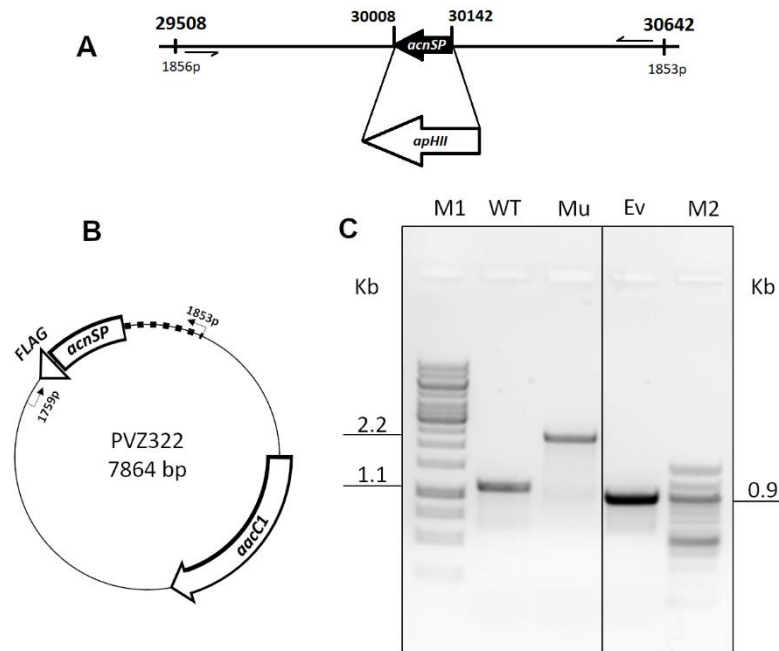 A
29508
30008
30142
30642
acnSP
1856p
1853p
apHII
B
FLAG
acnSP
1853p
1759p
PVZ322
7864 bp
aacC1
C
M1 WT Mu Ev M2
Kb
Kb
2.2
1.1
0.9